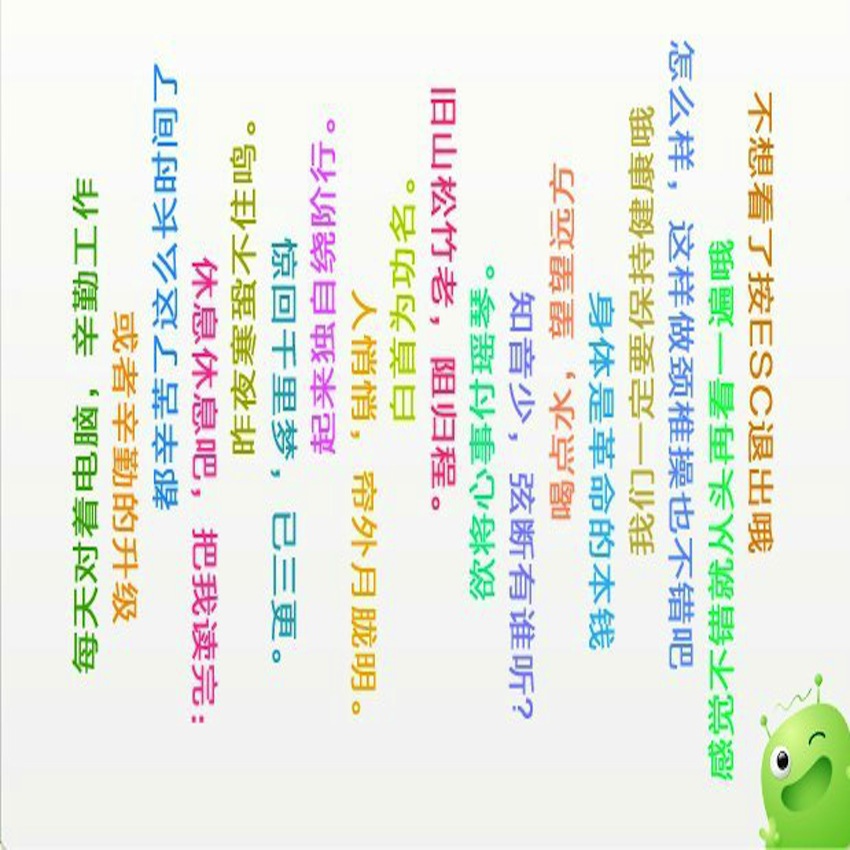 每天对着电脑，辛勤工作
或者辛勤的升级
都辛苦了这么长时间了
休息休息吧，把我读完：
昨夜寒蛩不住鸣。
惊回千里梦，已三更。
起来独自绕阶行。
人悄悄，帘外月胧明。
白首为功名。
旧山松竹老，阻归程。
欲将心事付瑶琴。
知音少，弦断有谁听？
喝点水，望望远方
身体是革命的本钱
我们一定要保持健康哦
怎么样，这样做颈椎操也不错吧
感觉不错就从头再看一遍哦
不想看了按ESC退出哦